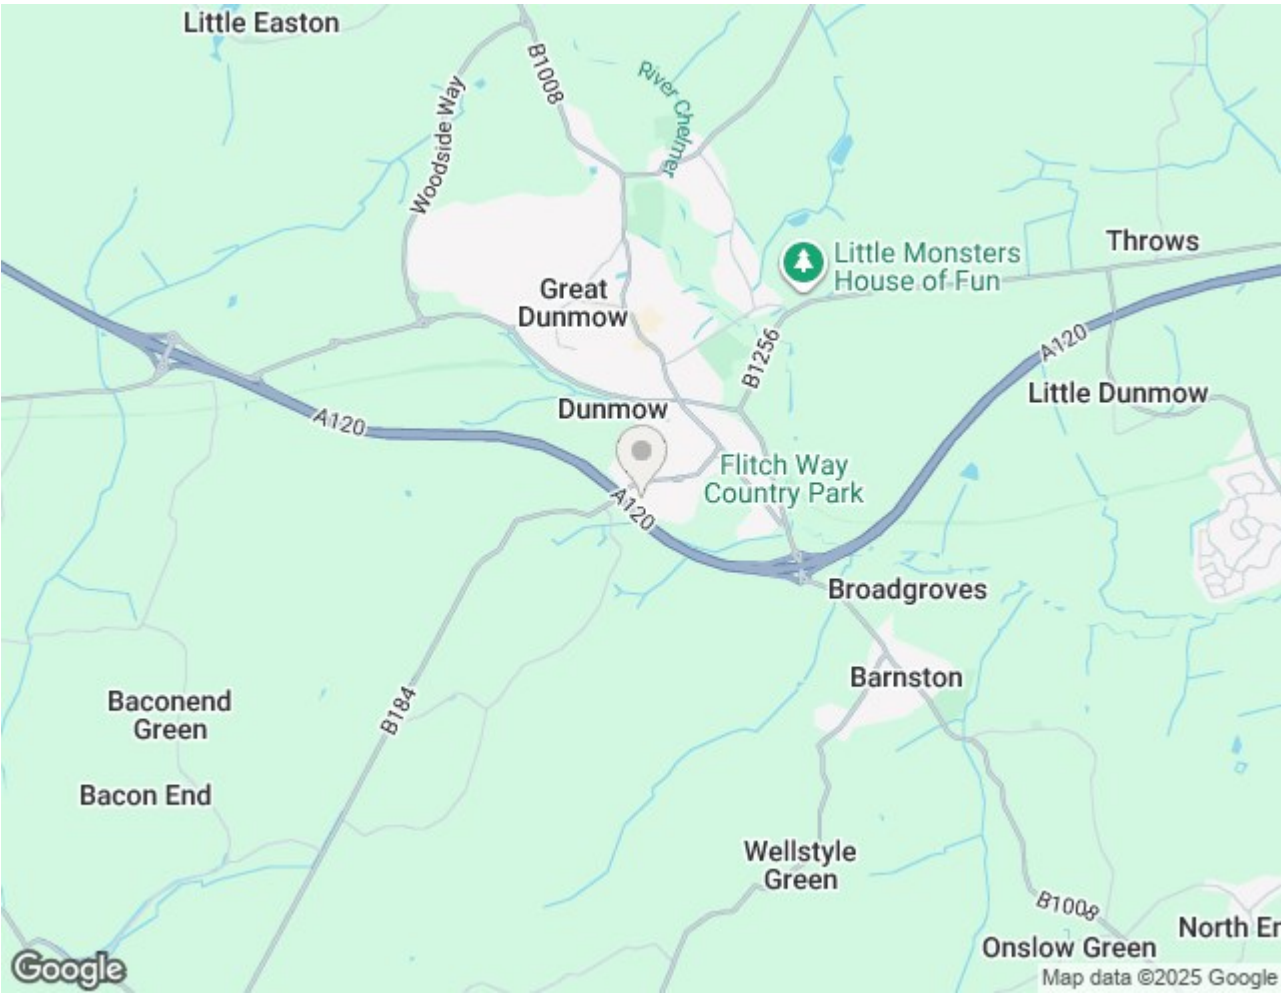 Little Easton
B1008
River Chelmer
Woodside Way
Throws
Little Monsters
House of Fun
Great
Dunmow
B1256
A120
Little Dunmow
Dunmow
A120
Flitch Way
Country Park
A120
Broadgroves
Barnston
Baconend
Green
B184
Bacon End
Wellstyle
Green
B1008
North En
Onslow Green
Google
Map data ©2025 Google